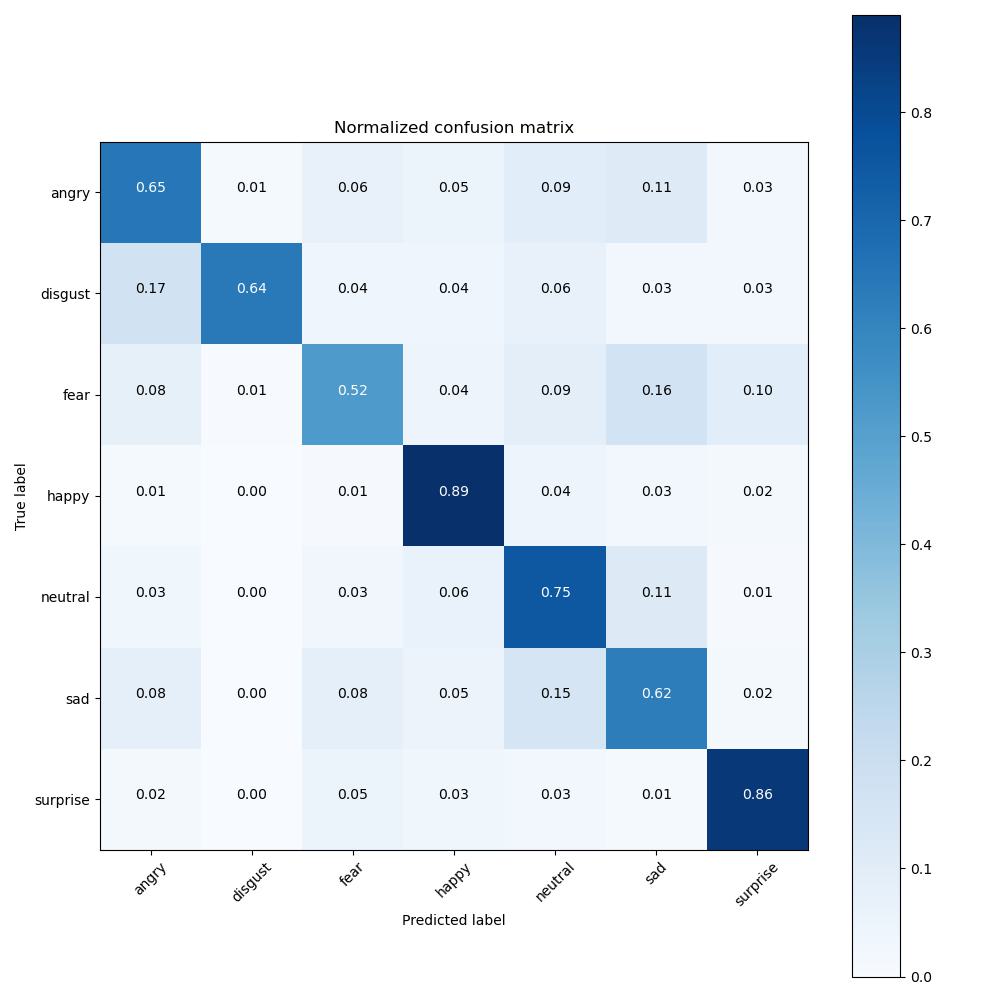 Normalized confusion matrix
True label
angry 0.65 0.01 0.06 0.05 0.09 0.11 0.03
disgust 0.17 0.64 0.04 0.04 0.06 0.03 0.03
fear 0.08 0.01 0.52 0.04 0.09 0.16 0.10
happy 0.01 0.00 0.01 0.89 0.04 0.03 0.02
neutral 0.03 0.00 0.03 0.06 0.75 0.11 0.01
sad 0.08 0.00 0.08 0.05 0.15 0.62 0.02
surprise 0.02 0.00 0.05 0.03 0.03 0.01 0.86
angry disgust fear happy neutral sad surprise
Predicted label
0.8
0.7
0.6
0.5
0.4
0.3
0.2
0.1
0.0